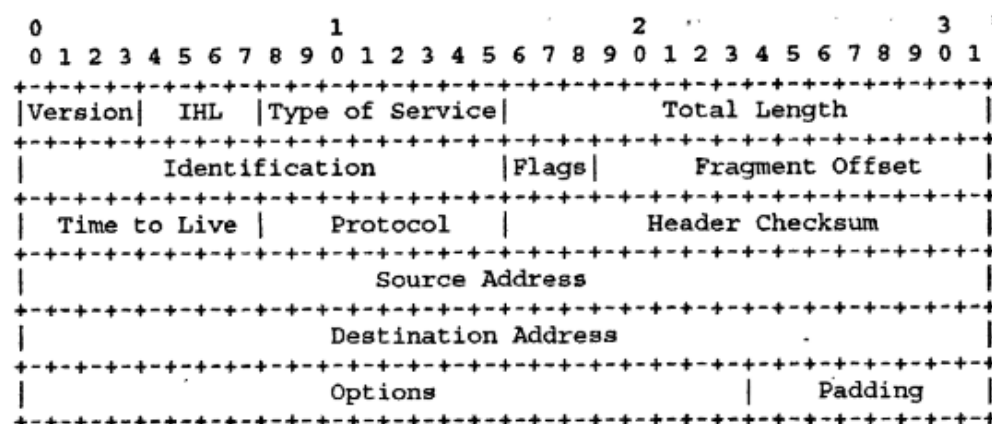 0                   1                   2                   3
0 1 2 3 4 5 6 7 8 9 0 1 2 3 4 5 6 7 8 9 0 1 2 3 4 5 6 7 8 9 0 1
+-+-+-+-+-+-+-+-+-+-+-+-+-+-+-+-+-+-+-+-+-+-+-+-+-+-+-+-+-+-+-+-+
|Version| IHL |Type of Service| Total Length |
+-+-+-+-+-+-+-+-+-+-+-+-+-+-+-+-+-+-+-+-+-+-+-+-+-+-+-+-+-+-+-+-+
| Identification |Flags| Fragment Offset |
+-+-+-+-+-+-+-+-+-+-+-+-+-+-+-+-+-+-+-+-+-+-+-+-+-+-+-+-+-+-+-+-+
| Time to Live | Protocol | Header Checksum |
+-+-+-+-+-+-+-+-+-+-+-+-+-+-+-+-+-+-+-+-+-+-+-+-+-+-+-+-+-+-+-+-+
| Source Address |
+-+-+-+-+-+-+-+-+-+-+-+-+-+-+-+-+-+-+-+-+-+-+-+-+-+-+-+-+-+-+-+-+
| Destination Address |
+-+-+-+-+-+-+-+-+-+-+-+-+-+-+-+-+-+-+-+-+-+-+-+-+-+-+-+-+-+-+-+-+
| Options | Padding |
+-+-+-+-+-+-+-+-+-+-+-+-+-+-+-+-+-+-+-+-+-+-+-+-+-+-+-+-+-+-+-+-+